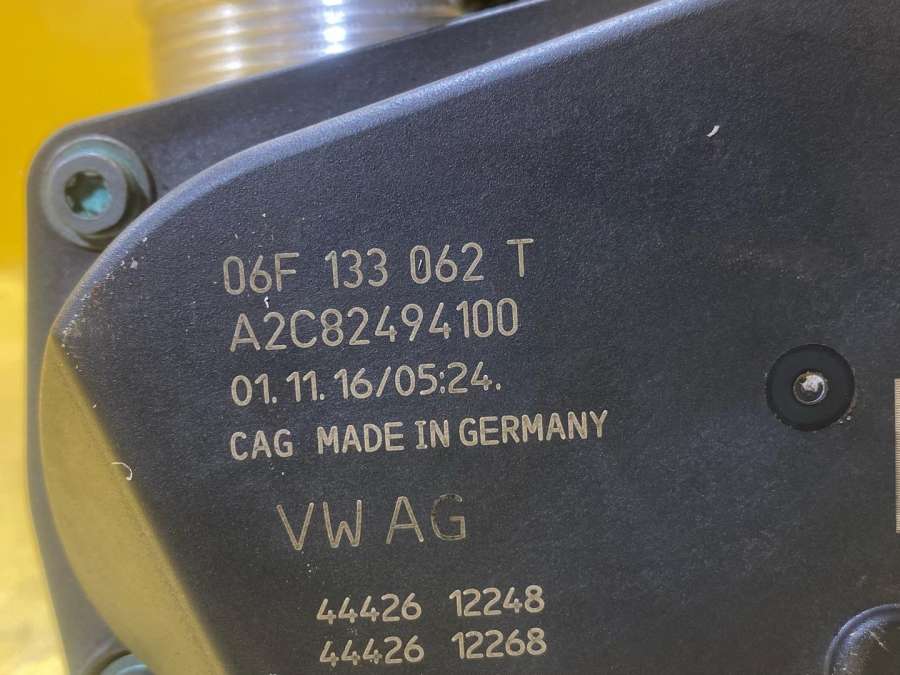 06F 133 062 T
A2C82494100
01.11.16/05:24.
CAG MADE IN GERMANY
VW AG
44426 12248
44426 12268